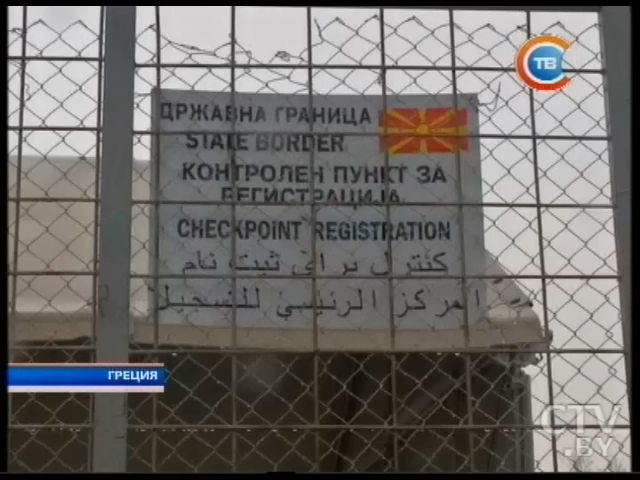 СТВ
ДРЖАВНА ГРАНИЦА
STATE BORDER
КОНТРОЛЕН ПУНКТ ЗА
РЕГИСТРАЦИЈА
CHECKPOINT REGISTRATION
کنترل برای ثبت نام
المركز الرئيسي للتسجيل
ГРЕЦИЯ
CTV
.BY